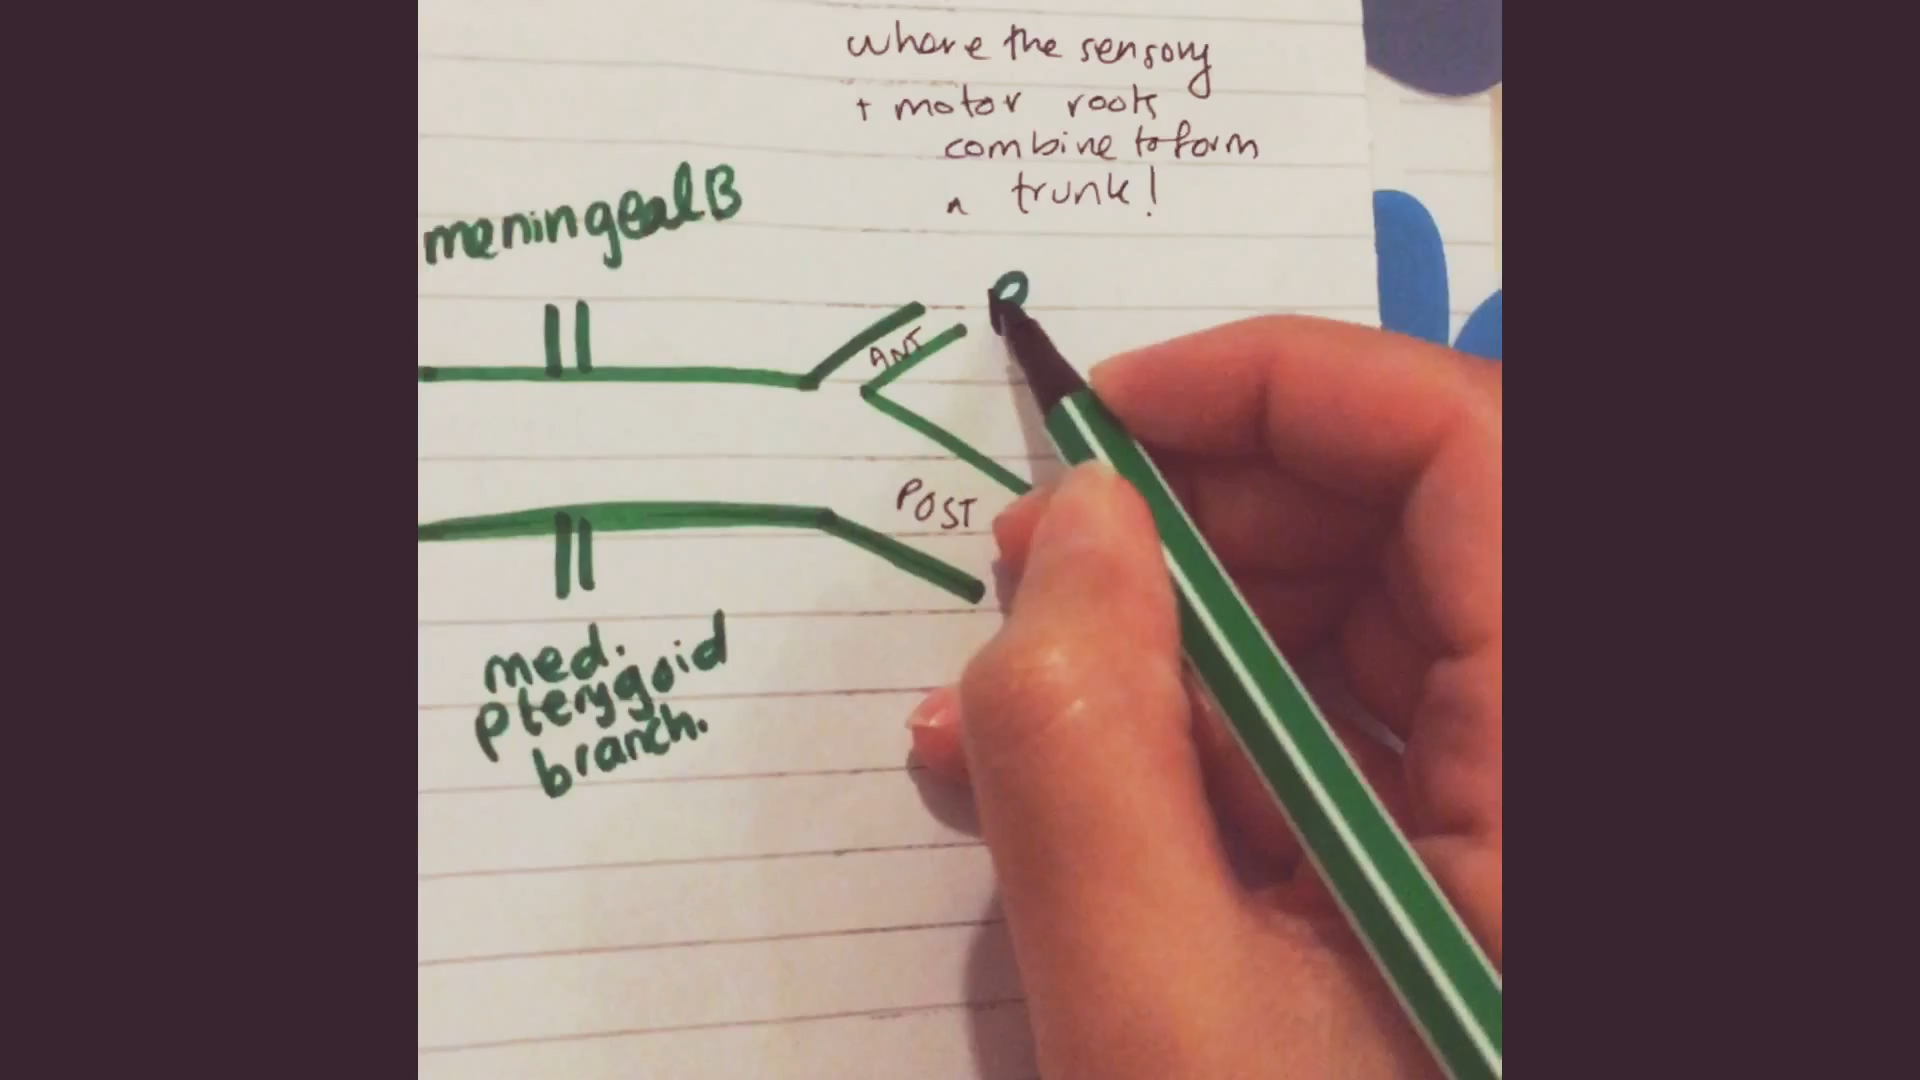 where the sensory
+ motor roots
combine to form
a trunk!
meningeal B
ANT
POST
med.
pterygoid
branch.